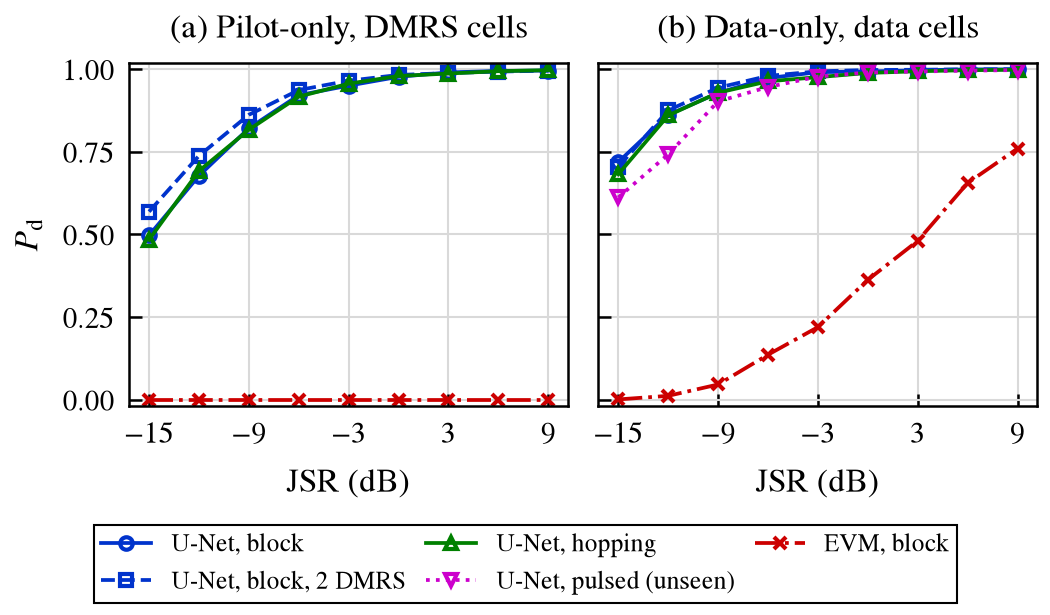 (a) Pilot-only, DMRS cells
(b) Data-only, data cells
1.00
0.75
0.50
0.25
0.00
P_d
−15 −9 −3 3 9
−15 −9 −3 3 9
JSR (dB)
JSR (dB)
U-Net, block
U-Net, hopping
EVM, block
U-Net, block, 2 DMRS
U-Net, pulsed (unseen)